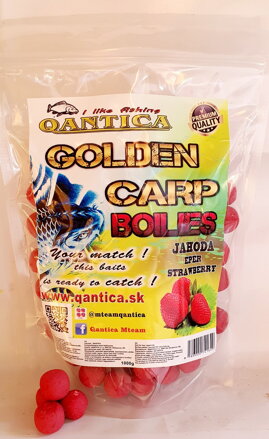 I like fishing
QANTICA
PREMIUM
QUALITY
GOLDEN
CARP
BOILIES
JAHODA
EPER
STRAWBERRY
Your match !
this baits
is ready to catch !
www.qantica.sk
@mteamqantica
Qantica Mteam
1000g